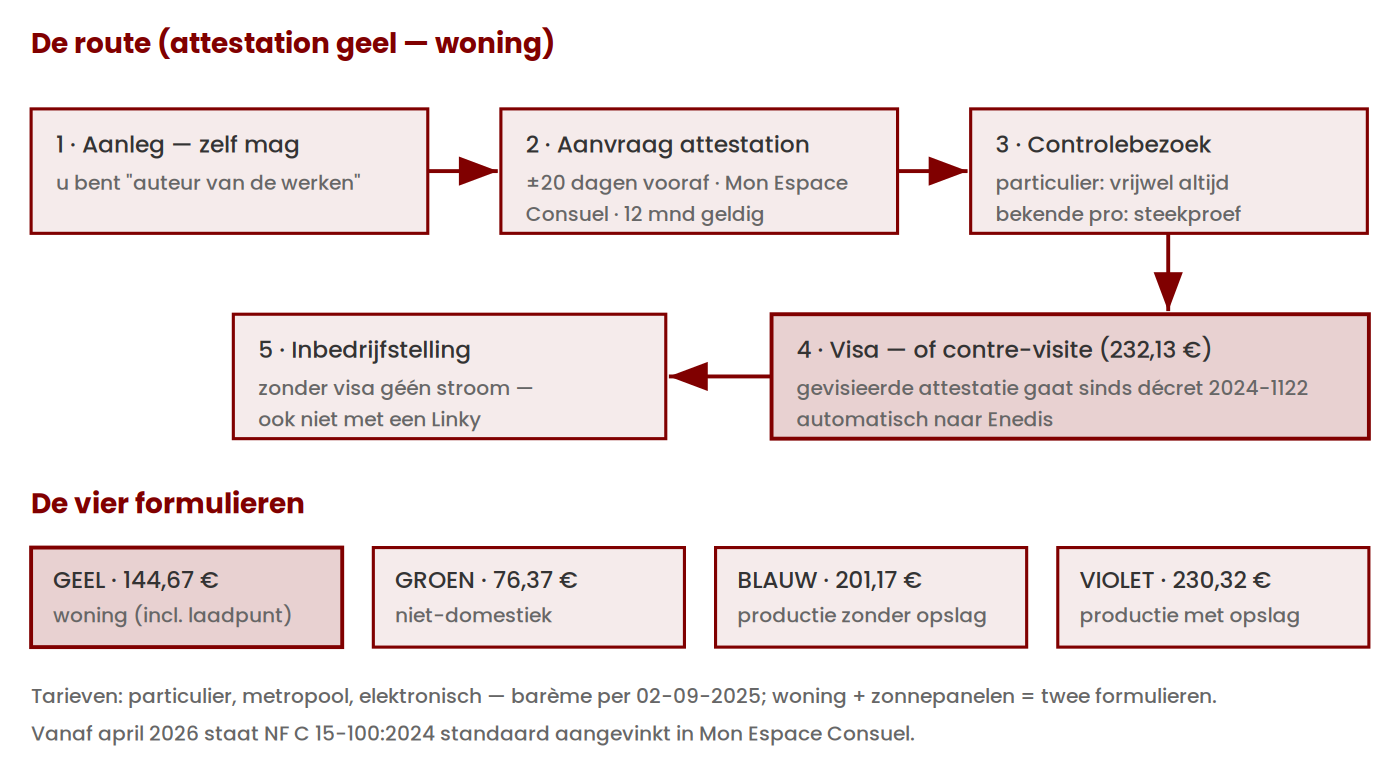 De route (attestation geel — woning)
1 · Aanleg — zelf mag
u bent "auteur van de werken"
2 · Aanvraag attestation
±20 dagen vooraf · Mon Espace
Consuel · 12 mnd geldig
3 · Controlebezoek
particulier: vrijwel altijd
bekende pro: steekproef
4 · Visa — of contre-visite (232,13 €)
gevisieerde attestatie gaat sinds décret 2024-1122
automatisch naar Enedis
5 · Inbedrijfstelling
zonder visa géén stroom —
ook niet met een Linky
De vier formulieren
GEEL · 144,67 €
woning (incl. laadpunt)
GROEN · 76,37 €
niet-domestiek
BLAUW · 201,17 €
productie zonder opslag
VIOLET · 230,32 €
productie met opslag
Tarieven: particulier, metropool, elektronisch — barème per 02-09-2025; woning + zonnepanelen = twee formulieren.
Vanaf april 2026 staat NF C 15-100:2024 standaard aangevinkt in Mon Espace Consuel.